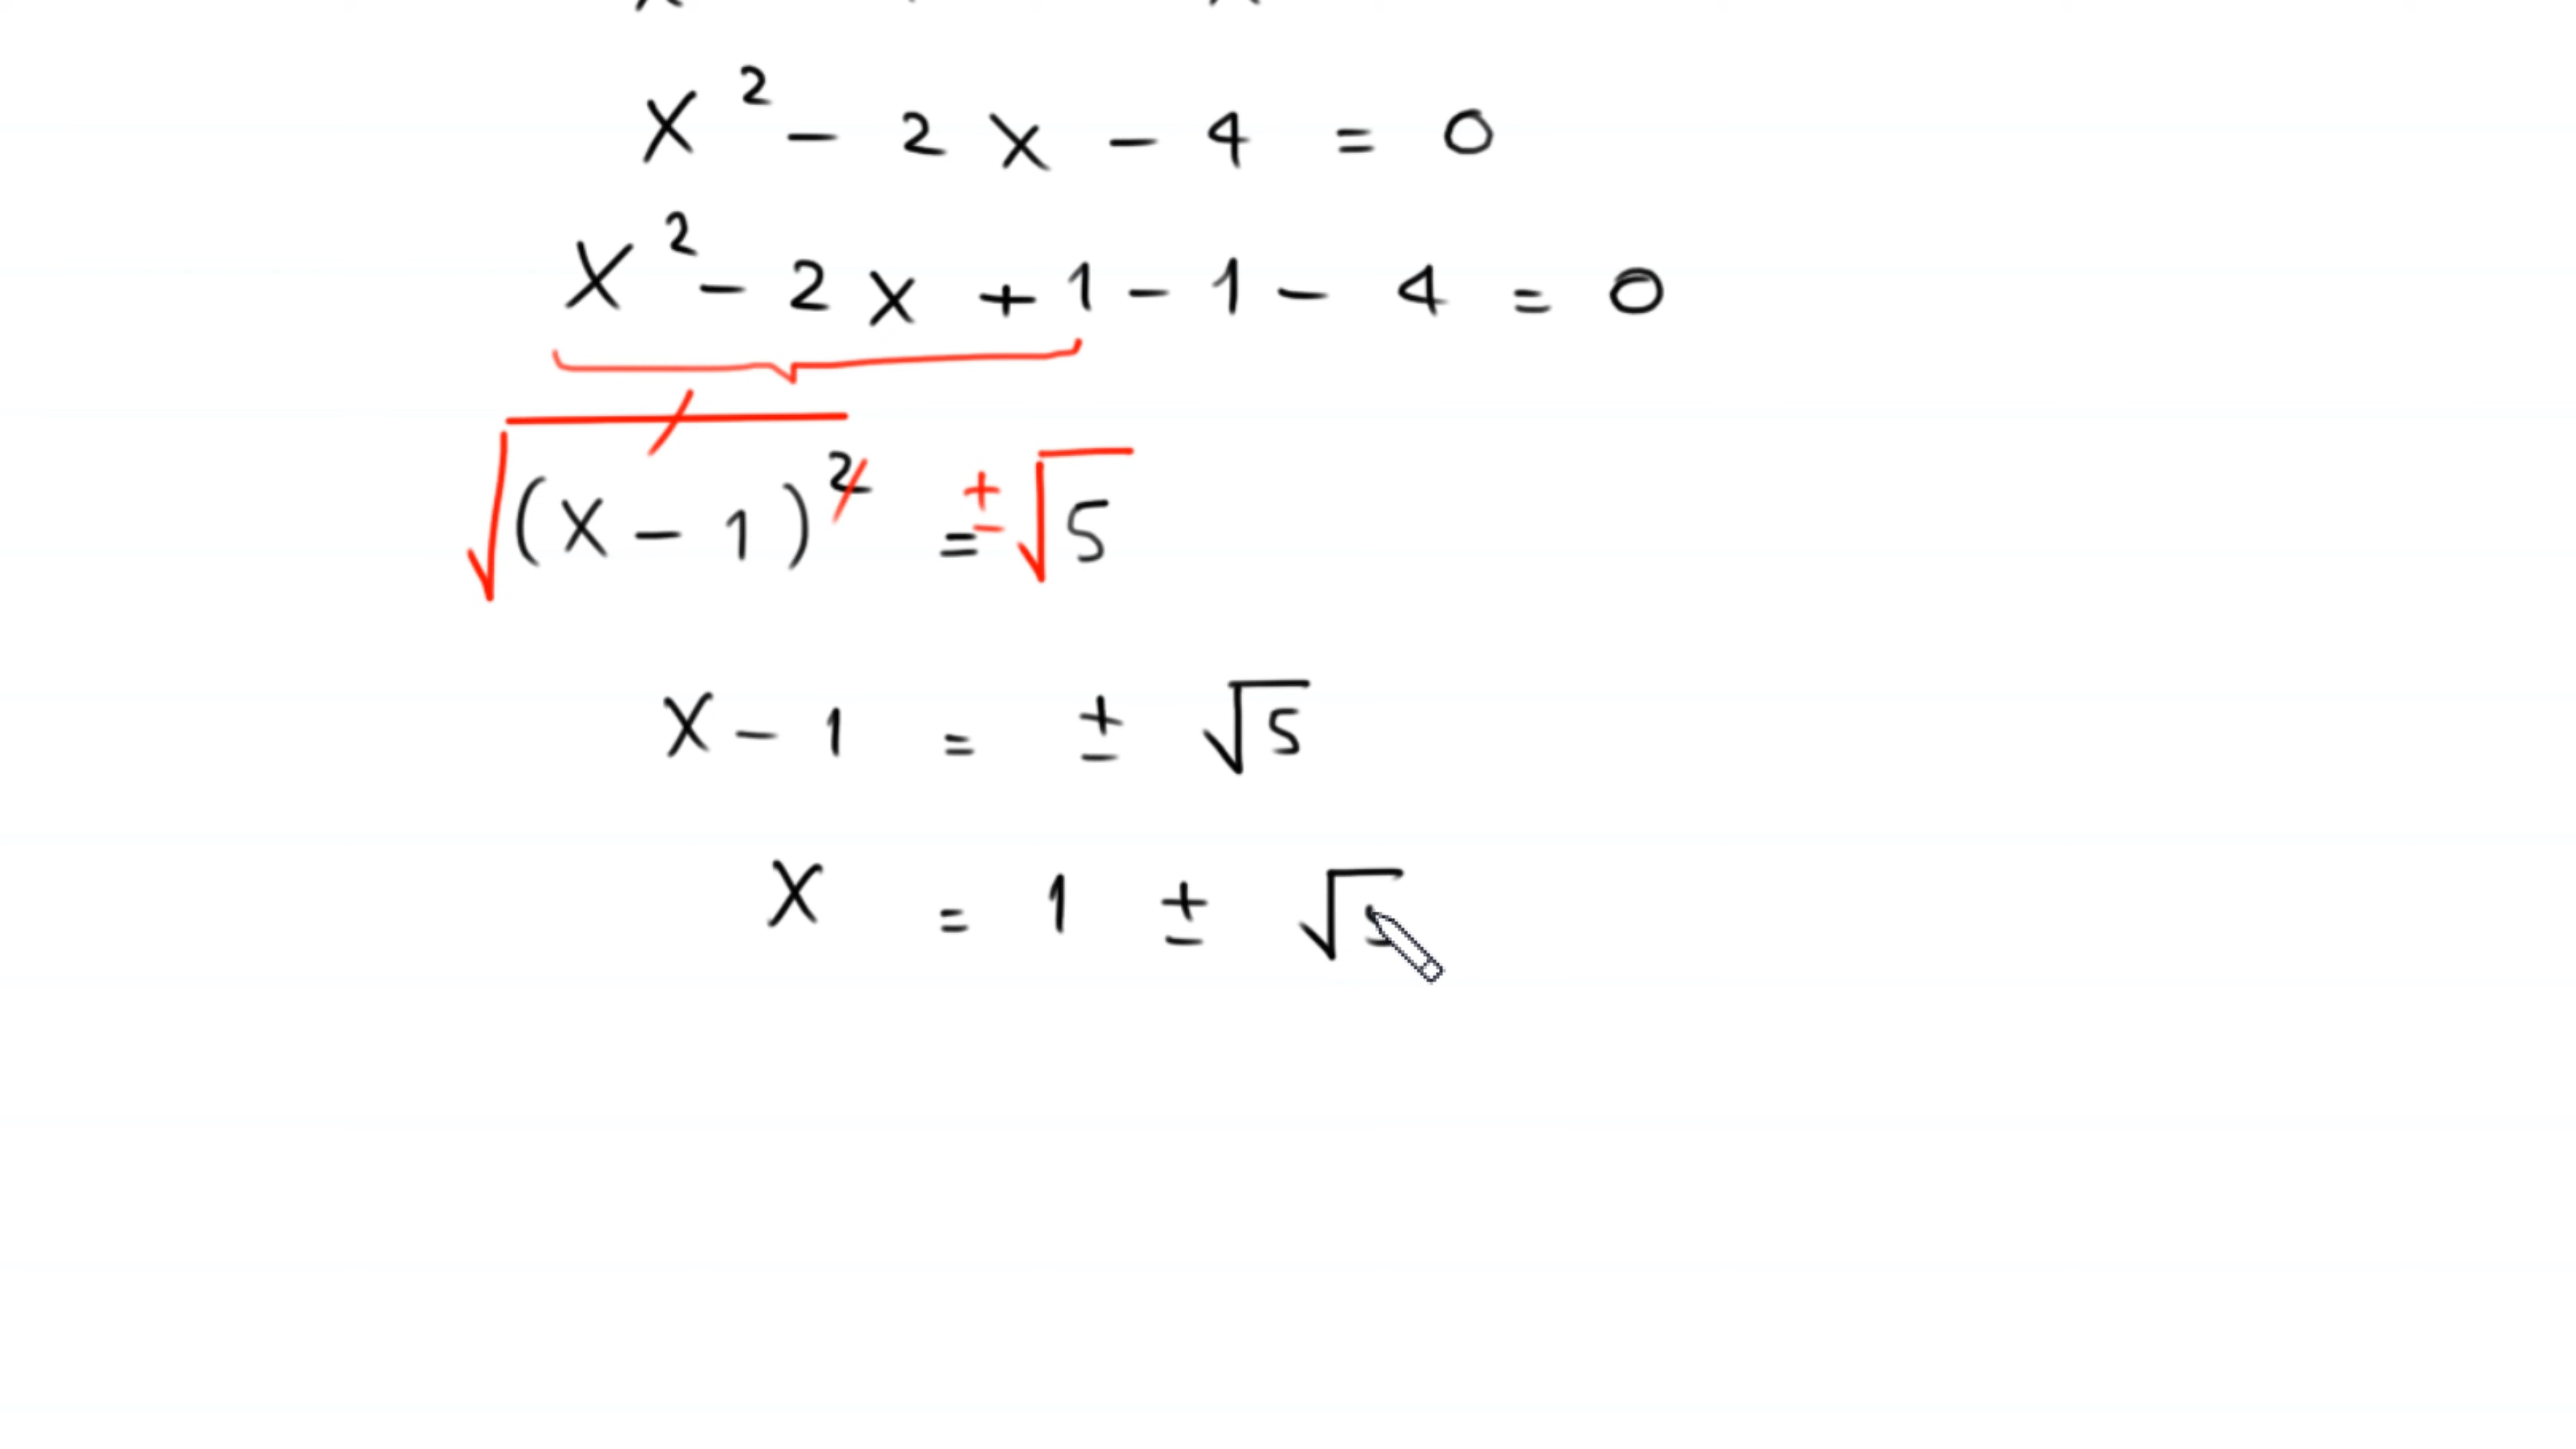 x² - 2x - 4 = 0
x² - 2x + 1 - 1 - 4 = 0
√(x - 1)² = ±√5
x - 1 = ± √5
x = 1 ± √5